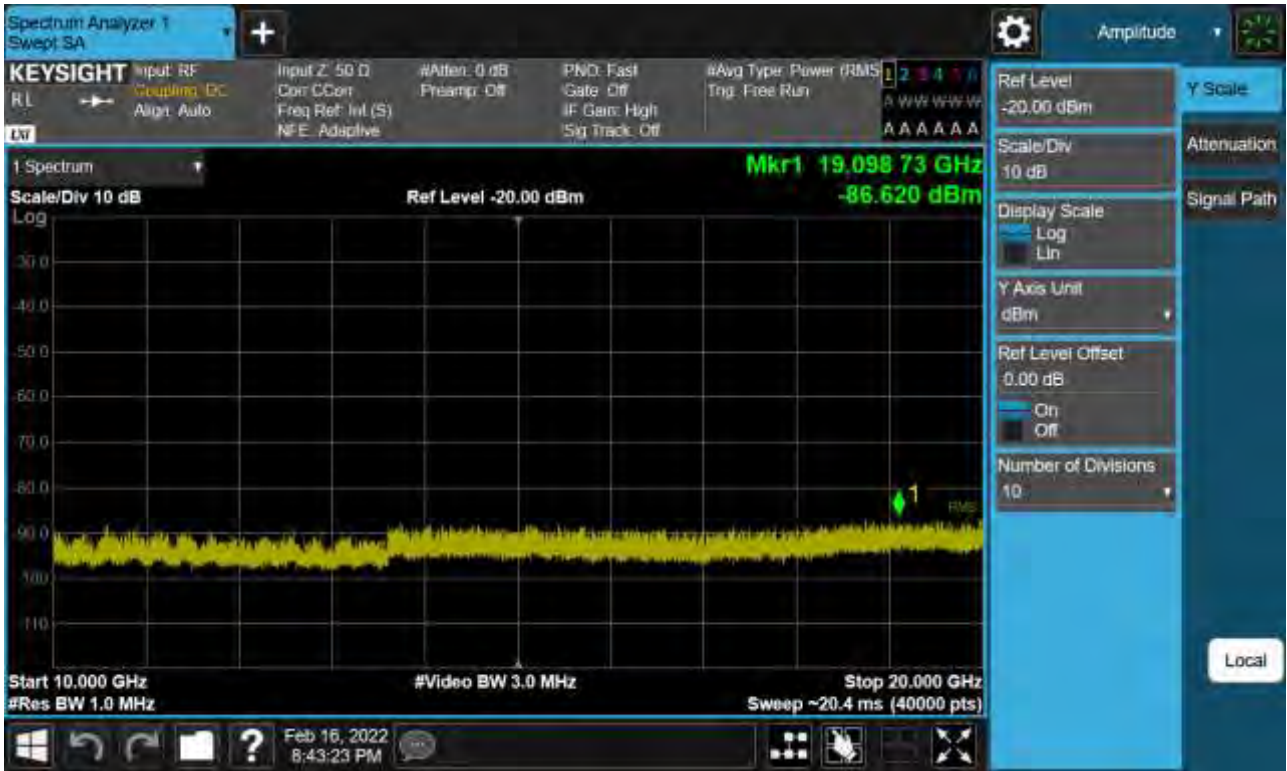 Spectrum Analyzer 1
Swept SA
Amplitude
KEYSIGHT
RL
LXI
Input: RF
Coupling: DC
Align: Auto
Input Z: 50 Ω
Corr CCorr
Freq Ref: Int (S)
NFE: Adaptive
#Atten: 0 dB
Preamp: Off
PNO: Fast
Gate: Off
IF Gain: High
Sig Track: Off
#Avg Type: Power (RMS
Trig: Free Run
1 2 3 4 5 6
A W W W W W
A A A A A A
1 Spectrum
Scale/Div 10 dB
Log
Ref Level -20.00 dBm
Mkr1 19.098 73 GHz
-86.620 dBm
-30.0
-40.0
-50.0
-60.0
-70.0
-80.0
-90.0
-100
-110
1
RMS
Start 10.000 GHz
#Res BW 1.0 MHz
#Video BW 3.0 MHz
Stop 20.000 GHz
Sweep ~20.4 ms (40000 pts)
Ref Level
-20.00 dBm
Scale/Div
10 dB
Display Scale
Log
Lin
Y Axis Unit
dBm
Ref Level Offset
0.00 dB
On
Off
Number of Divisions
10
Y Scale
Attenuation
Signal Path
Local
?
Feb 16, 2022
8:43:23 PM